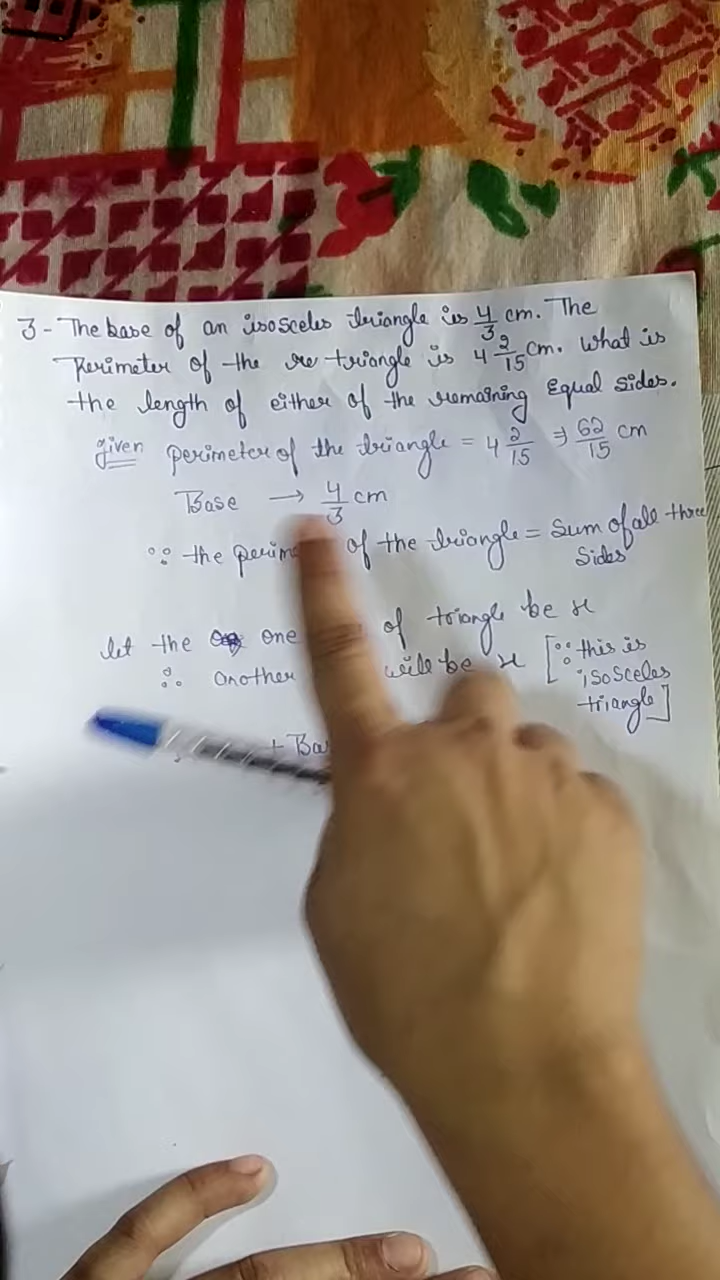 3- The base of an isosceles triangle is 4/3 cm. The
Perimeter of the triangle is 4 2/15 cm. What is
the length of either of the remaining Equal sides.
given perimeter of the triangle = 4 2/15 ⇒ 62/15 cm
Base → 4/3 cm
∵ the of the triangle = Sum of all three
Sides
let the one of triangle be x
∴ another will be x [∵ this is
isosceles
triangle]
+